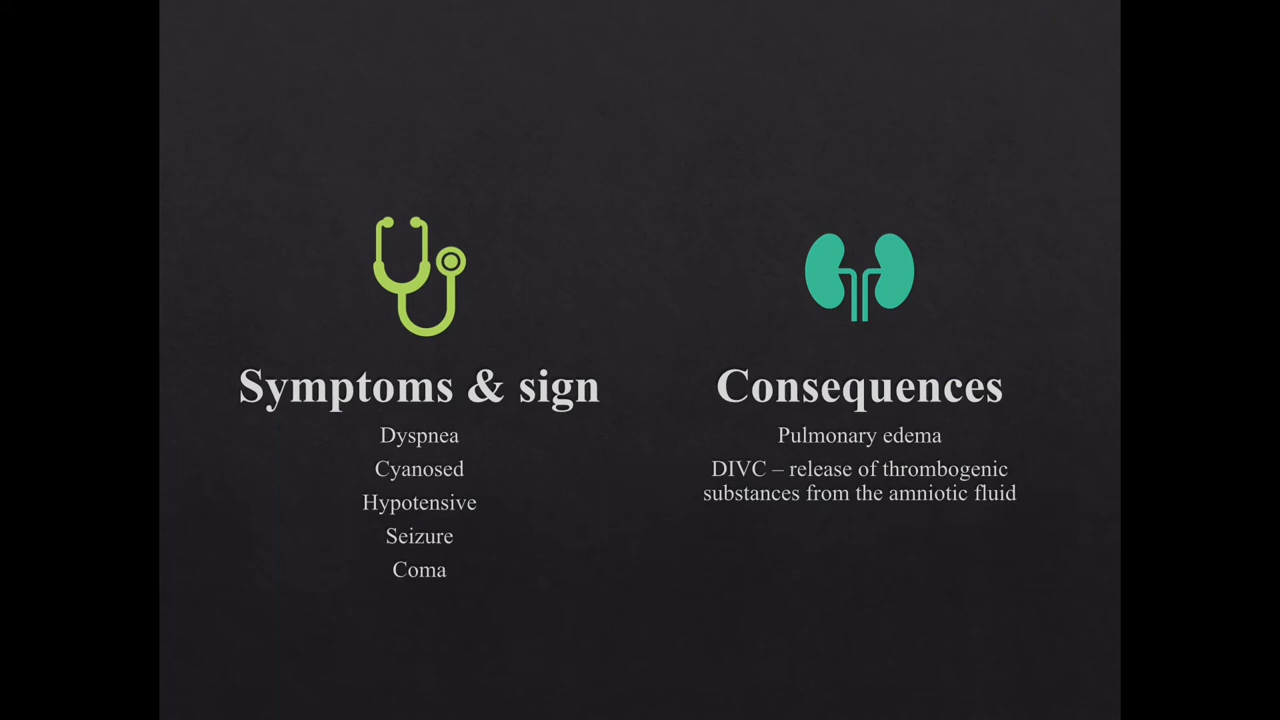 Symptoms & sign
Dyspnea
Cyanosed
Hypotensive
Seizure
Coma
Consequences
Pulmonary edema
DIVC – release of thrombogenic
substances from the amniotic fluid